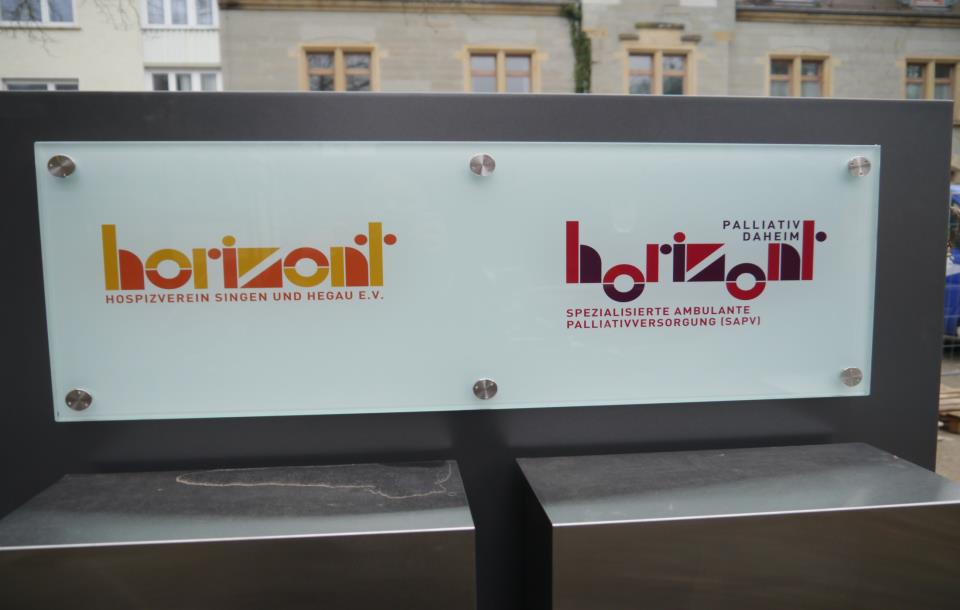 horizont
HOSPIZVEREIN SINGEN UND HEGAU E.V.
PALLIATIV
DAHEIM
horizont
SPEZIALISIERTE AMBULANTE
PALLIATIVVERSORGUNG (SAPV)